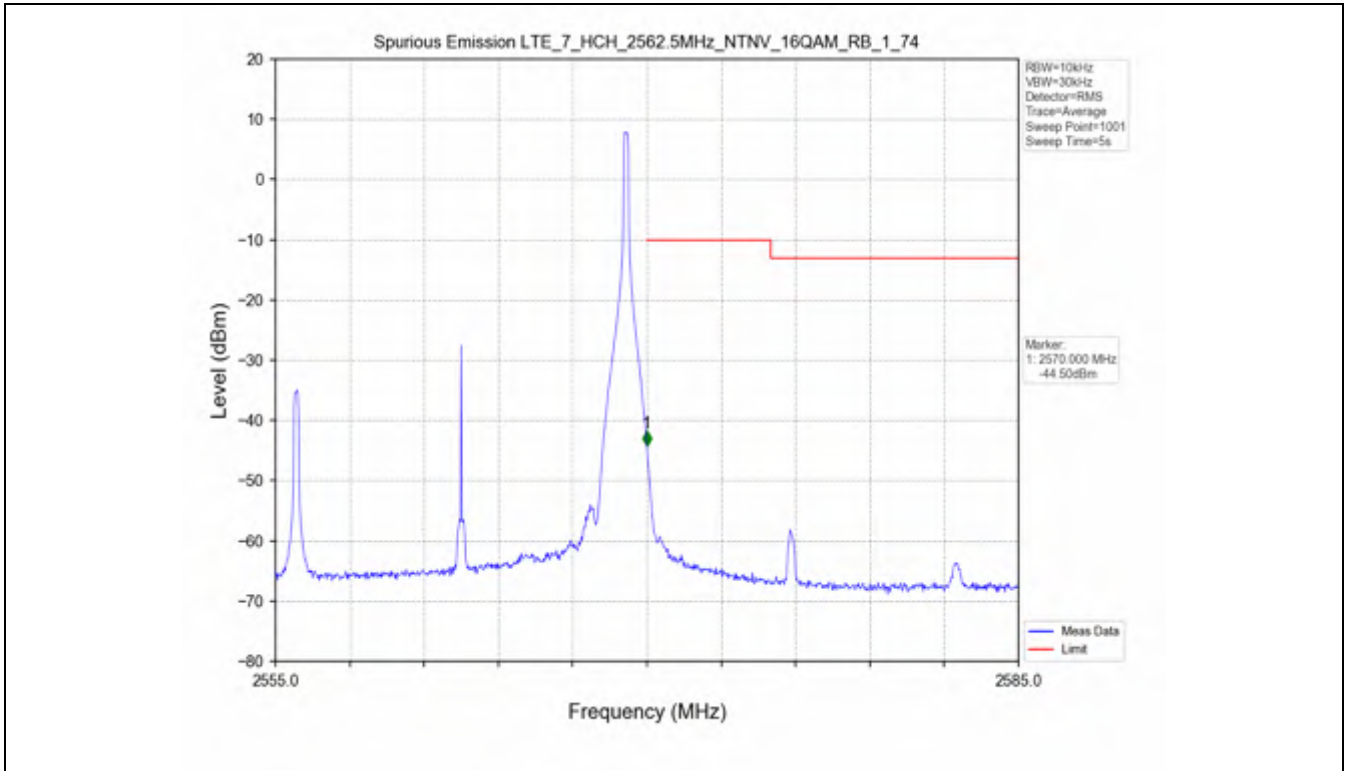 Spurious Emission LTE_7_HCH_2562.5MHz_NTNV_16QAM_RB_1_74
20
10
0
−10
−20
−30
−40
−50
−60
−70
−80
Level (dBm)
1
2555.0
2585.0
Frequency (MHz)
RBW=10kHz
VBW=30kHz
Detector=RMS
Trace=Average
Sweep Point=1001
Sweep Time=5s
Marker:
1: 2570.000 MHz
-44.50dBm
Meas Data
Limit